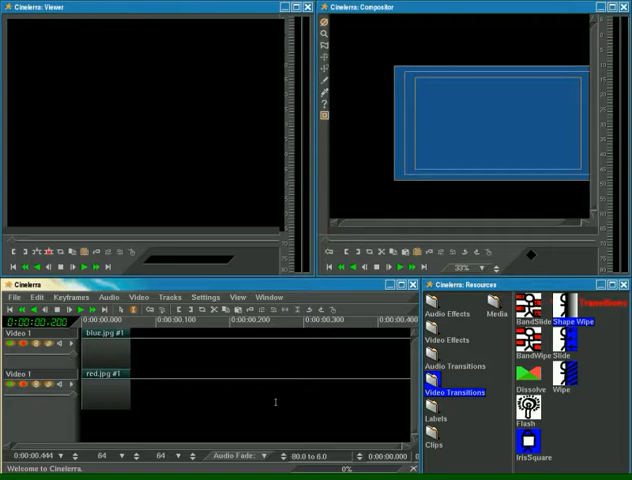 Cinelerra: Viewer
Cinelerra: Compositor
33%
Cinelerra
File Edit Keyframes Audio Video Tracks Settings View Window
0:00:00:200
0:00:00.000 0:00:00.100 0:00:00.200 0:00:00.300
Video 1
blue.jpg #1
Video 1
red.jpg #1
0:00:00.444 64 64 Audio Fade: -80.0 to 6.0 0:00:00.000
Welcome to Cinelerra.
0%
Cinelerra: Resources
Audio Effects
Video Effects
Audio Transitions
Video Transitions
Labels
Clips
Media
Transitions
BandSlide
Shape Wipe
BandWipe
Slide
Dissolve
Wipe
Flash
IrisSquare